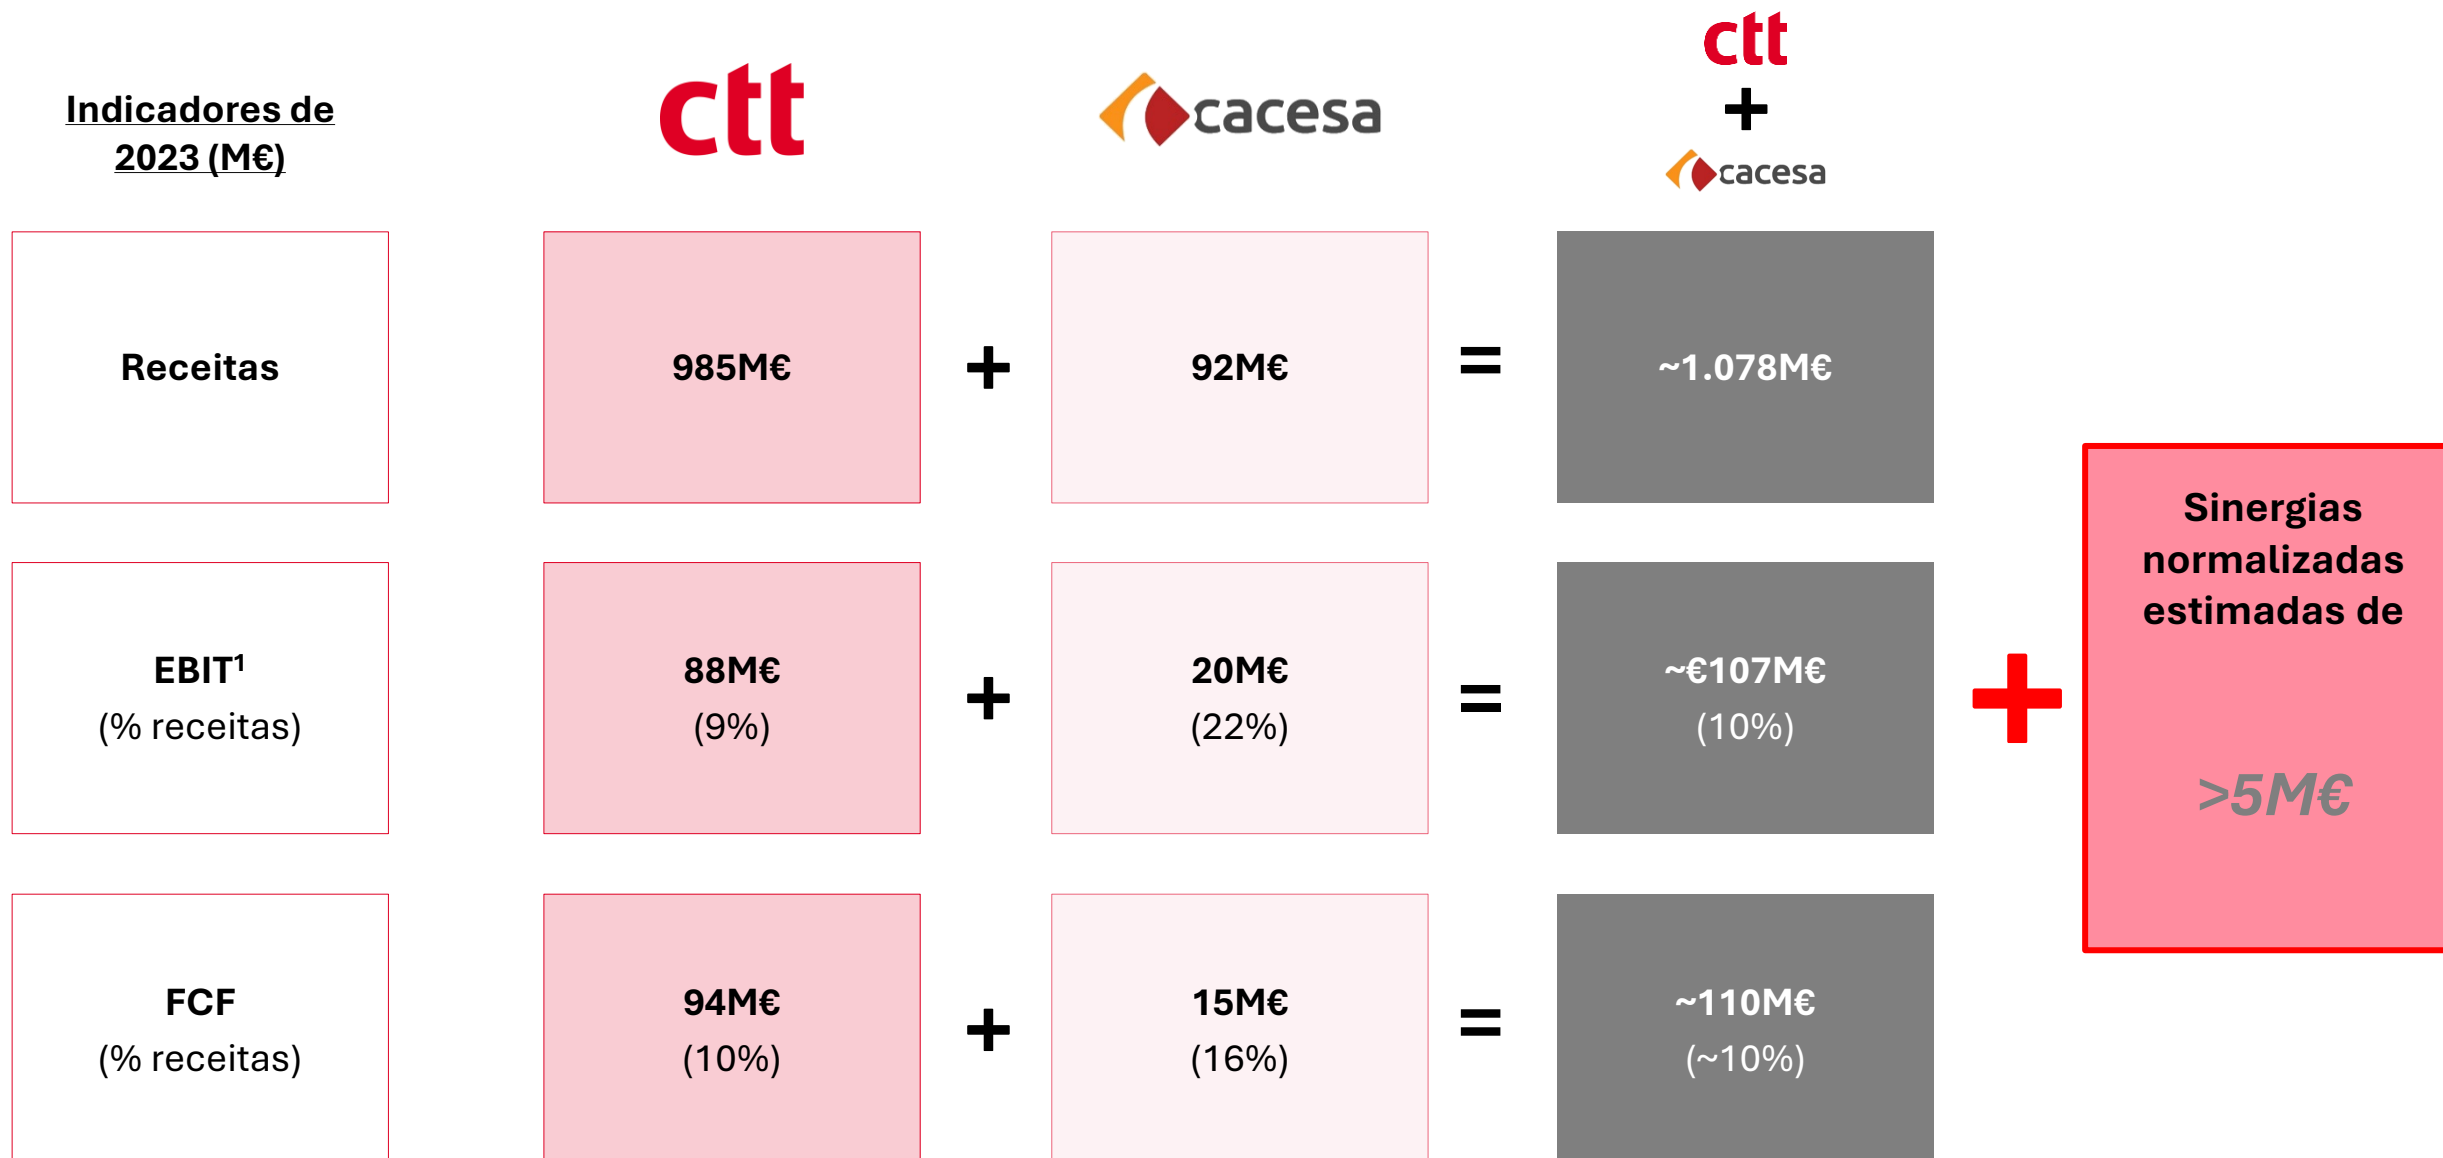 ctt
+
cacesa
Indicadores de
2023 (M€)
ctt
cacesa
Receitas
985M€
+
92M€
=
~1.078M€
EBIT¹
(% receitas)
88M€
(9%)
+
20M€
(22%)
=
~€107M€
(10%)
+
Sinergias
normalizadas
estimadas de
>5M€
FCF
(% receitas)
94M€
(10%)
+
15M€
(16%)
=
~110M€
(~10%)